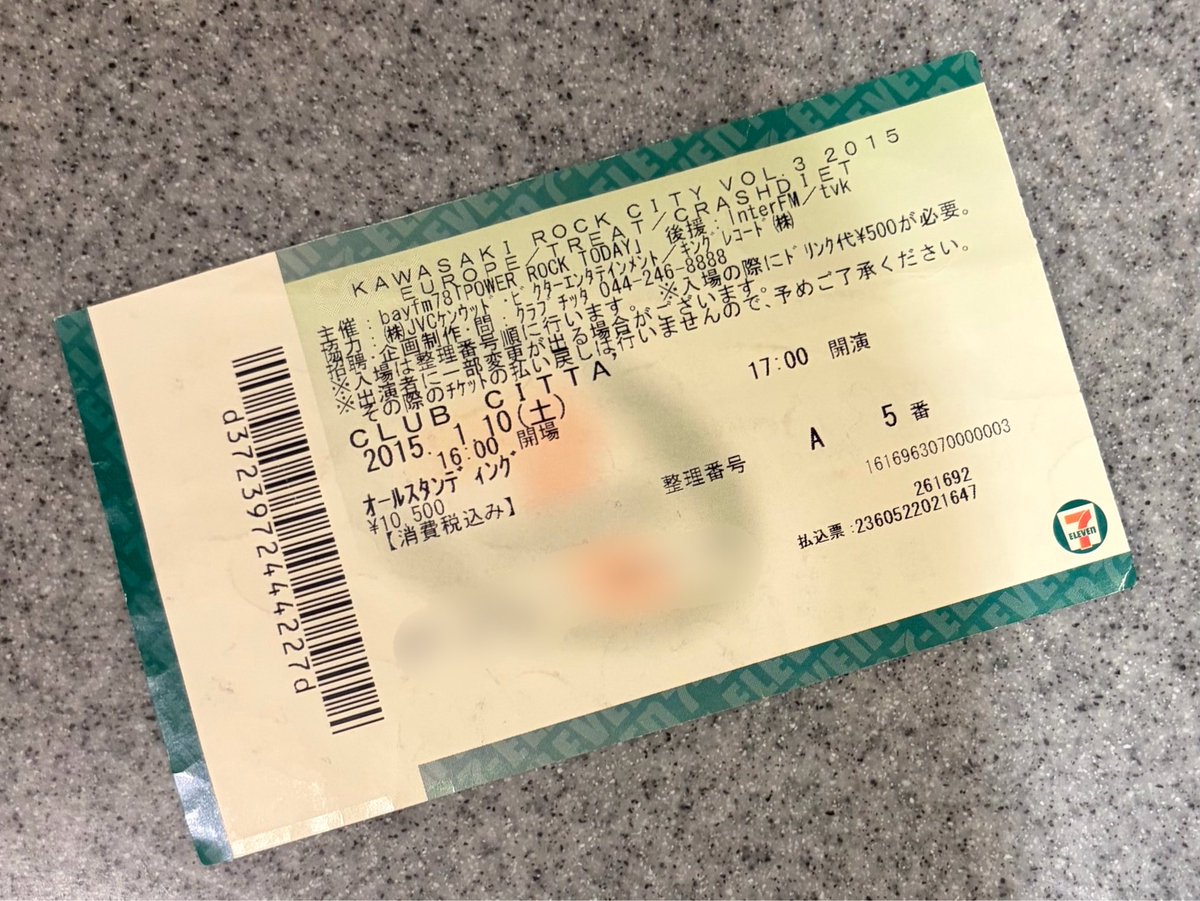 KAWASAKI ROCK CITY VOL.3 2015
EUROPE/TREAT/CRASHDIET
主催：bayfm78「POWER ROCK TODAY」 後援：InterFM/tvk
協力：㈱JVCケンウッド・ビクターエンタテインメント/キングレコード㈱
招聘・企画制作・問：クラブチッタ 044-246-8888
※入場は整理番号順に行います。 ※入場の際にドリンク代¥500が必要。
※出演者に一部変更が出る場合がございます。
その際のチケットの払い戻しは行いませんので、予めご了承ください。
CLUB CITTA'
2015. 1.10(土)
16:00 開場
17:00 開演
オールスタンディング
¥10,500
【消費税込み】
整理番号 A 5 番
1616963070000003
261692
払込票:2360522021647
d37239724444227d
7 ELEVEn